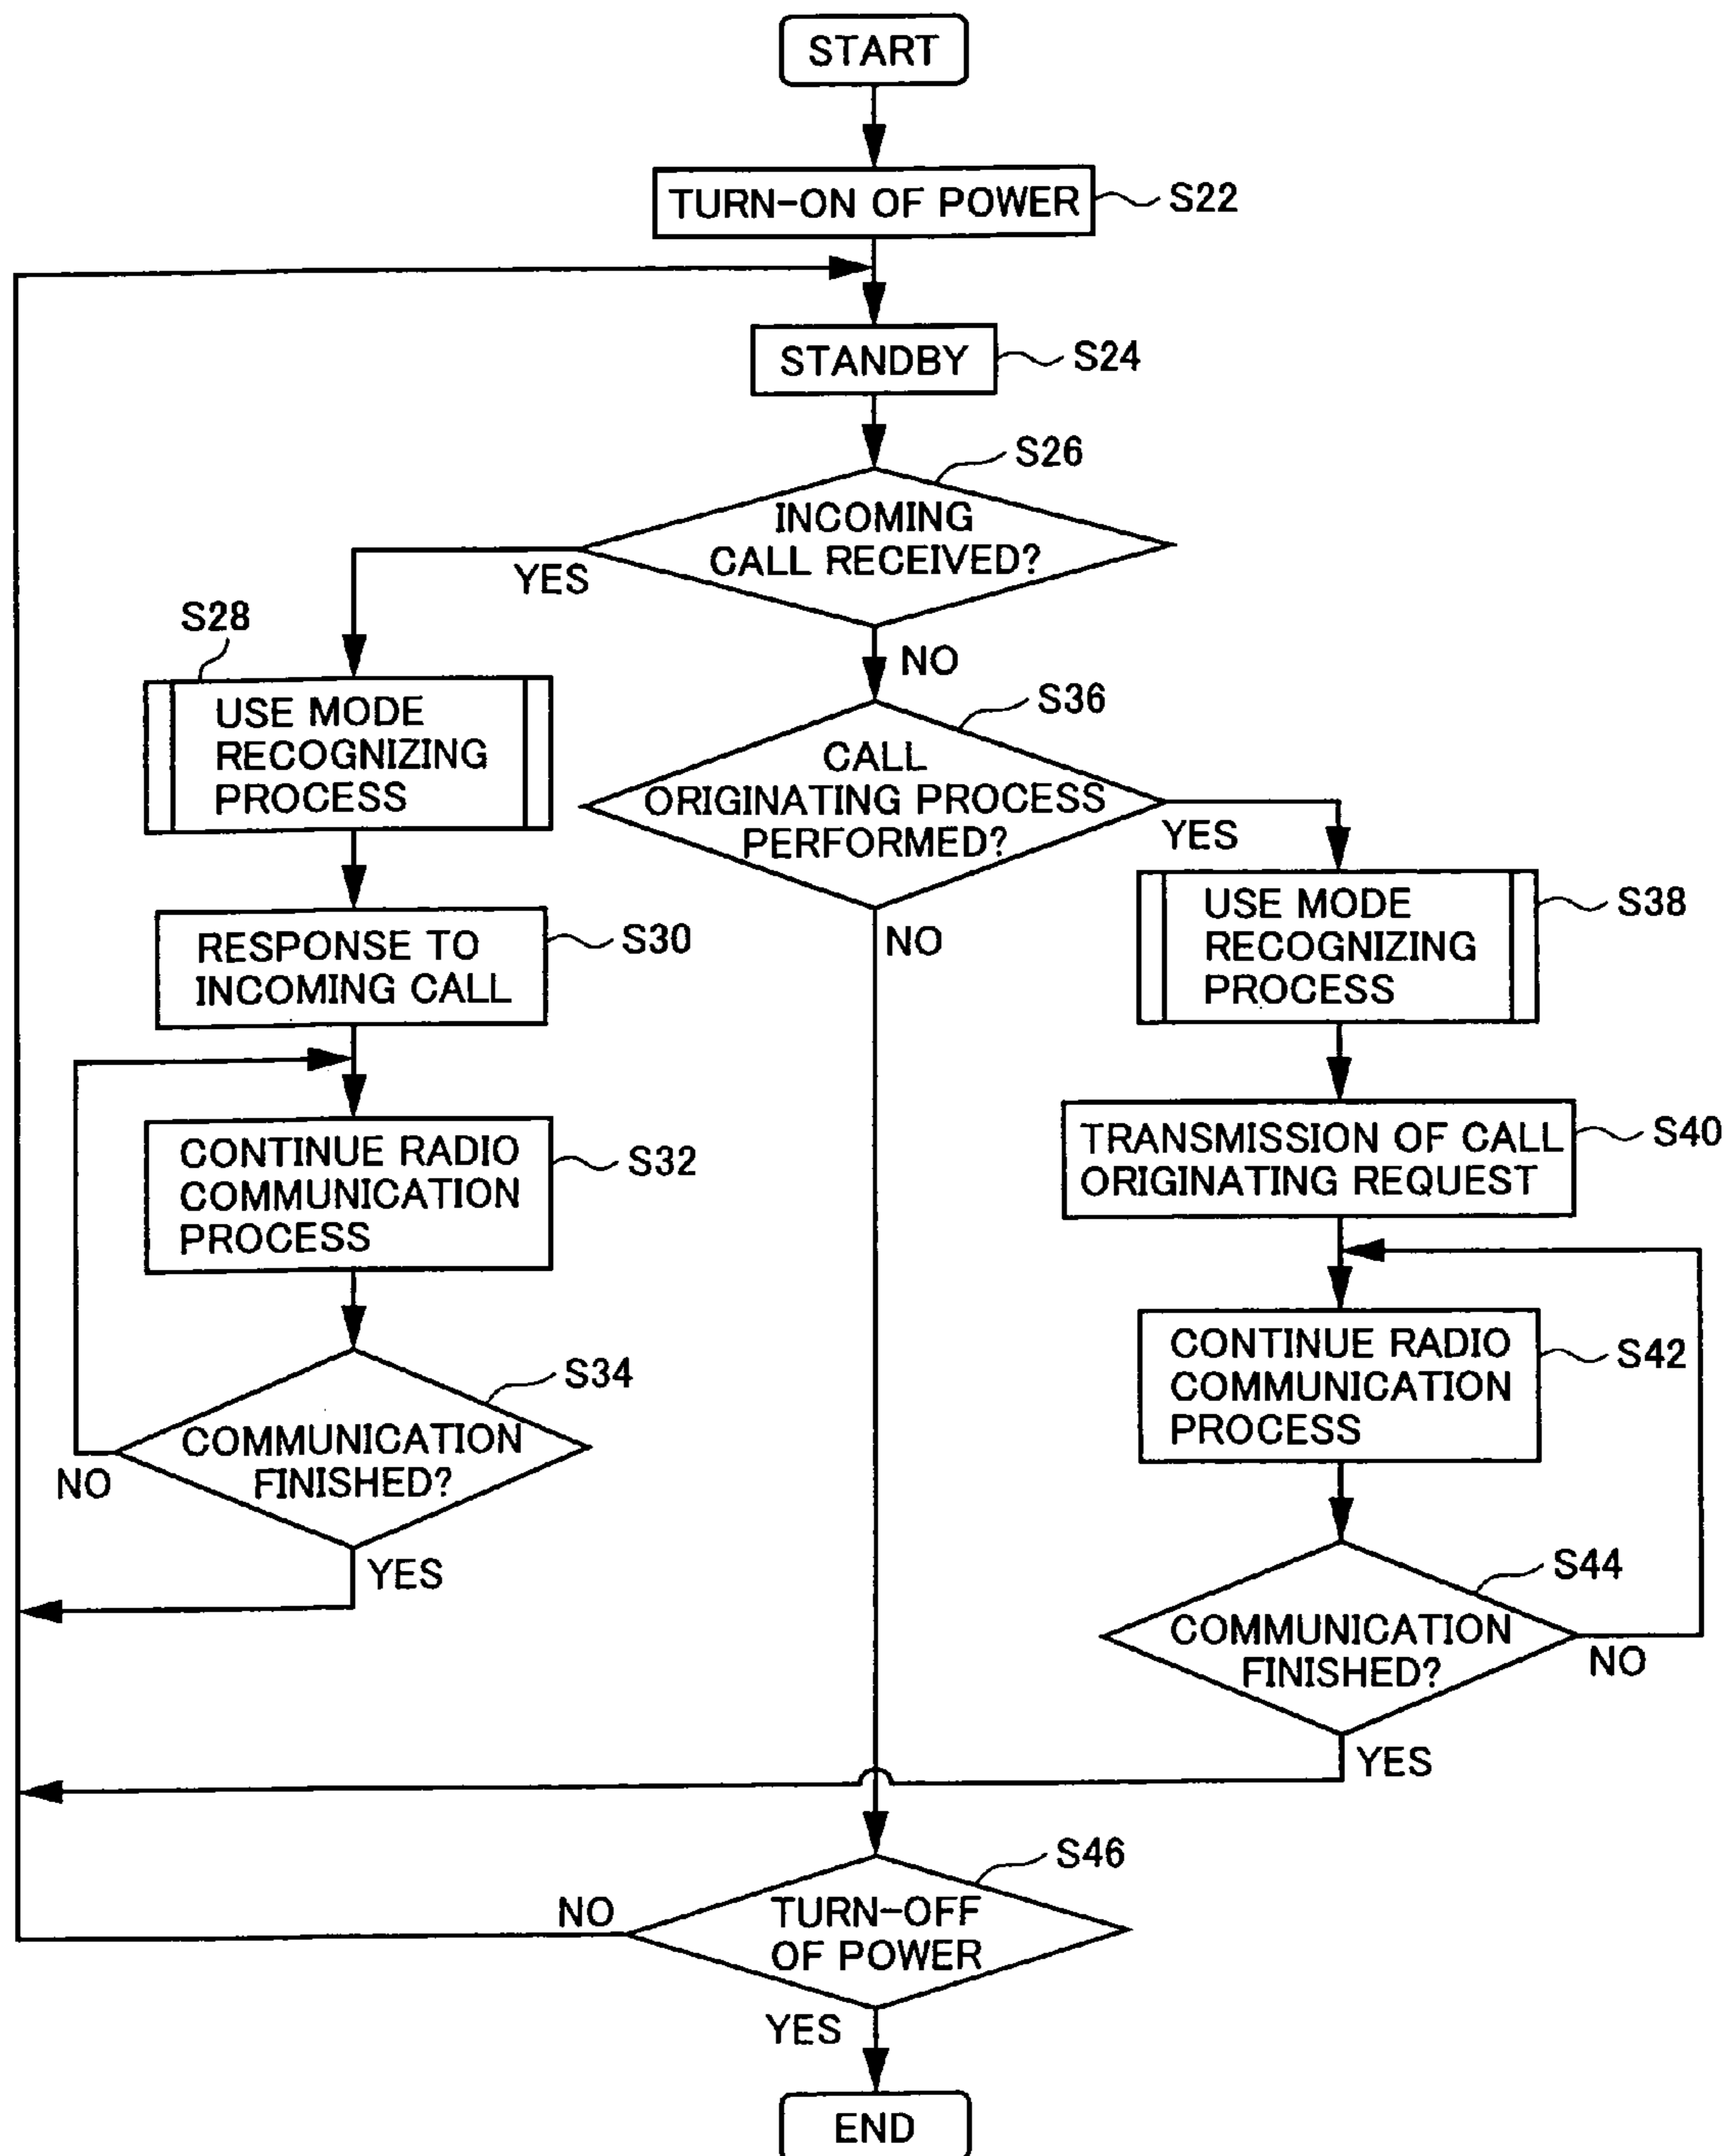 START
TURN-ON OF POWER
S22
STANDBY
S24
S26
INCOMING
CALL RECEIVED?
YES
NO
S28
USE MODE
RECOGNIZING
PROCESS
S30
RESPONSE TO
INCOMING CALL
CONTINUE RADIO
COMMUNICATION
PROCESS
S32
S34
COMMUNICATION
FINISHED?
NO
YES
S36
CALL
ORIGINATING PROCESS
PERFORMED?
YES
NO
USE MODE
RECOGNIZING
PROCESS
S38
TRANSMISSION OF CALL
ORIGINATING REQUEST
S40
CONTINUE RADIO
COMMUNICATION
PROCESS
S42
S44
COMMUNICATION
FINISHED?
NO
YES
S46
TURN-OFF
OF POWER
NO
YES
END